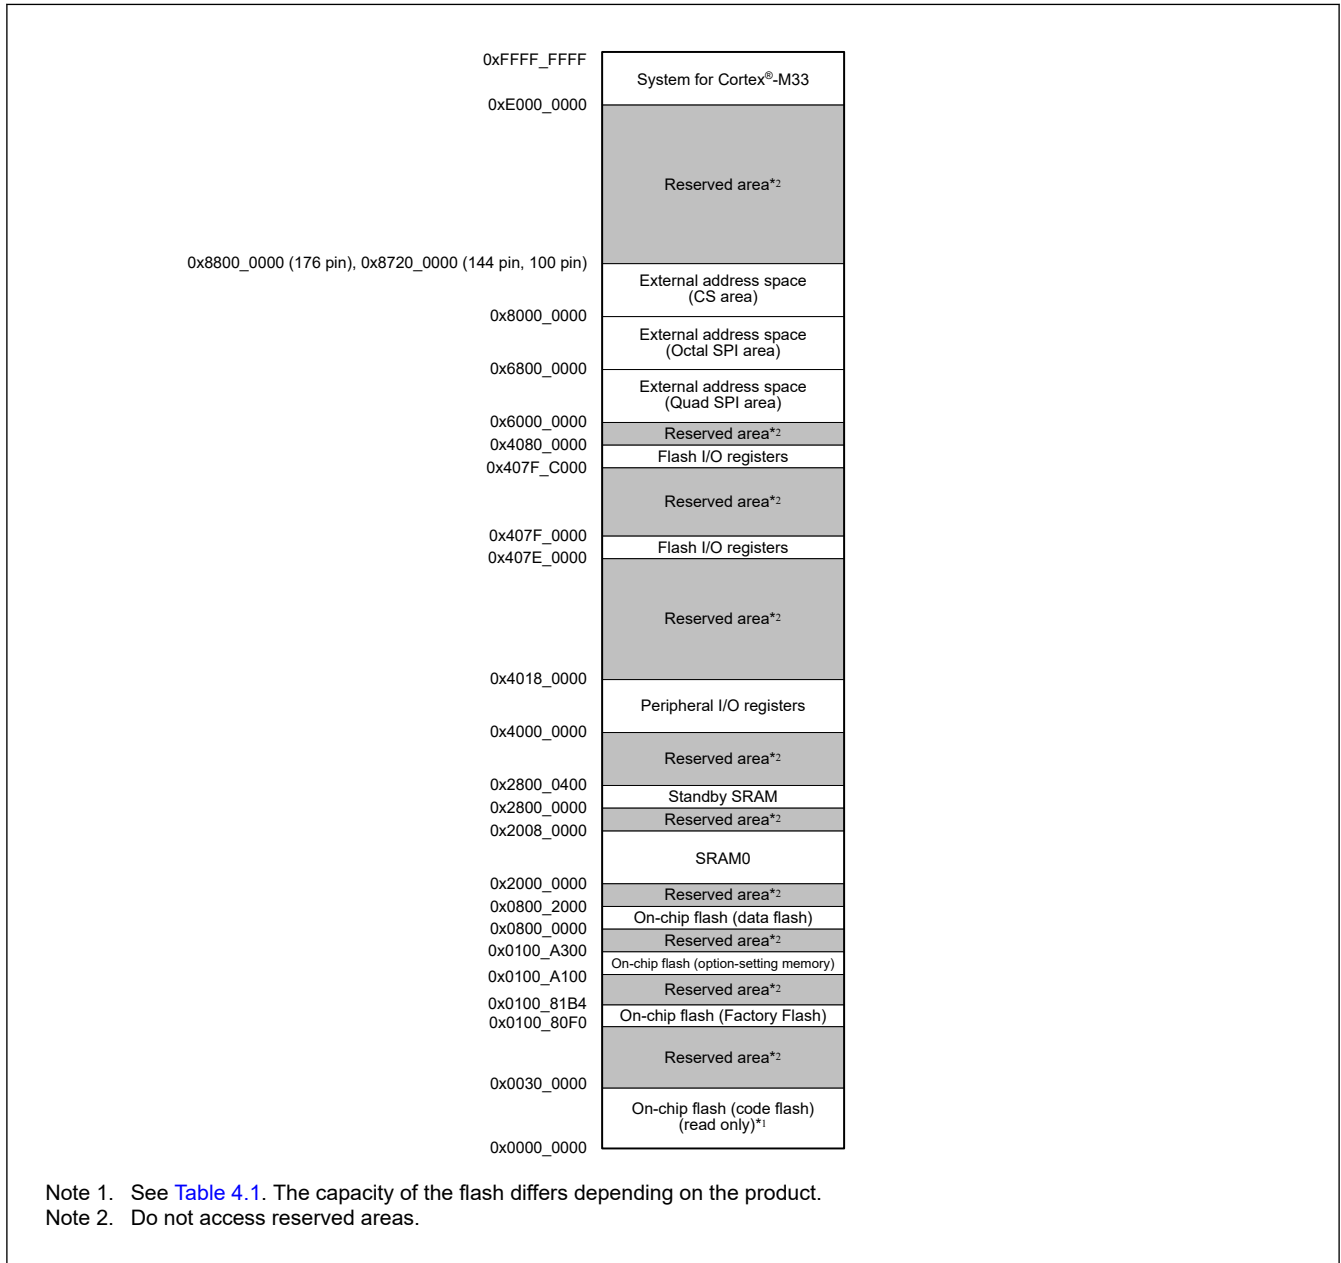 0xFFFF_FFFF
System for Cortex®-M33
0xE000_0000
Reserved area*2
0x8800_0000 (176 pin), 0x8720_0000 (144 pin, 100 pin)
External address space
(CS area)
0x8000_0000
External address space
(Octal SPI area)
0x6800_0000
External address space
(Quad SPI area)
0x6000_0000
Reserved area*2
0x4080_0000
Flash I/O registers
0x407F_C000
Reserved area*2
0x407F_0000
Flash I/O registers
0x407E_0000
Reserved area*2
0x4018_0000
Peripheral I/O registers
0x4000_0000
Reserved area*2
0x2800_0400
Standby SRAM
0x2800_0000
Reserved area*2
0x2008_0000
SRAM0
0x2000_0000
Reserved area*2
0x0800_2000
On-chip flash (data flash)
0x0800_0000
Reserved area*2
0x0100_A300
On-chip flash (option-setting memory)
0x0100_A100
Reserved area*2
0x0100_81B4
On-chip flash (Factory Flash)
0x0100_80F0
Reserved area*2
0x0030_0000
On-chip flash (code flash)
(read only)*1
0x0000_0000
Note 1. See Table 4.1. The capacity of the flash differs depending on the product.
Note 2. Do not access reserved areas.